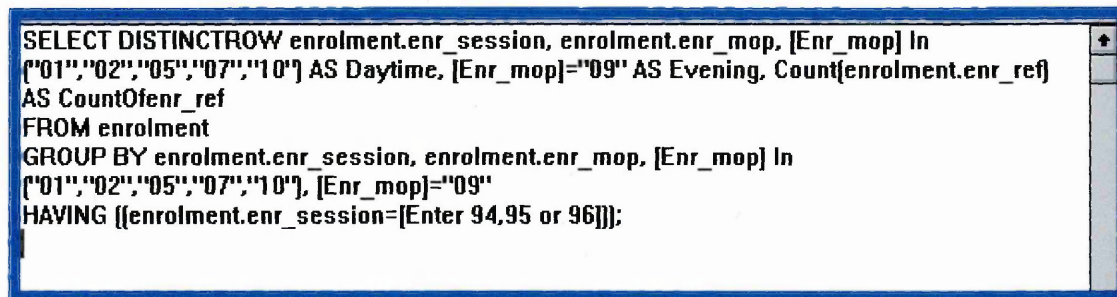 SELECT DISTINCTROW enrolment.enr_session, enrolment.enr_mop, [Enr_mop] In
("01","02","05","07","10") AS Daytime, [Enr_mop]="09" AS Evening, Count(enrolment.enr_ref)
AS CountOfenr_ref
FROM enrolment
GROUP BY enrolment.enr_session, enrolment.enr_mop, [Enr_mop] In
("01","02","05","07","10"), [Enr_mop]="09"
HAVING ((enrolment.enr_session=[Enter 94,95 or 96]));